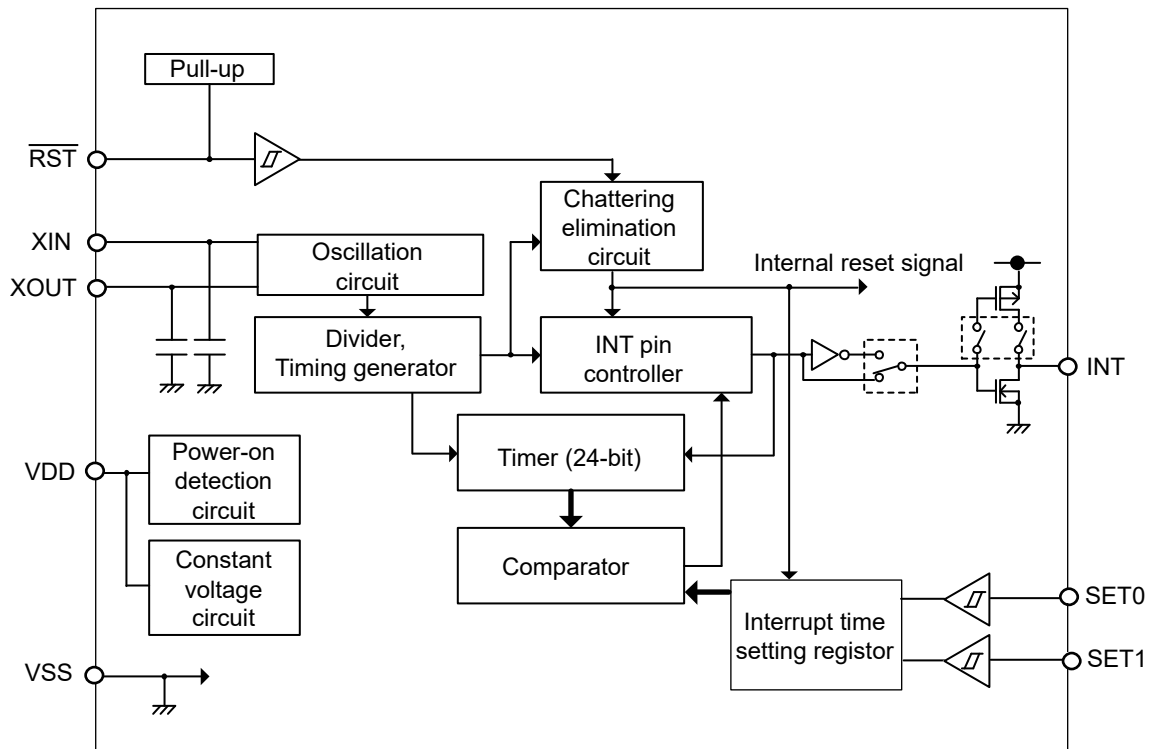 Pull-up
RST
Chattering
elimination
circuit
XIN
XOUT
Oscillation
circuit
Internal reset signal
Divider,
Timing generator
INT pin
controller
INT
VDD
Power-on
detection
circuit
Timer (24-bit)
Constant
voltage
circuit
Comparator
Interrupt time
setting registor
SET0
SET1
VSS